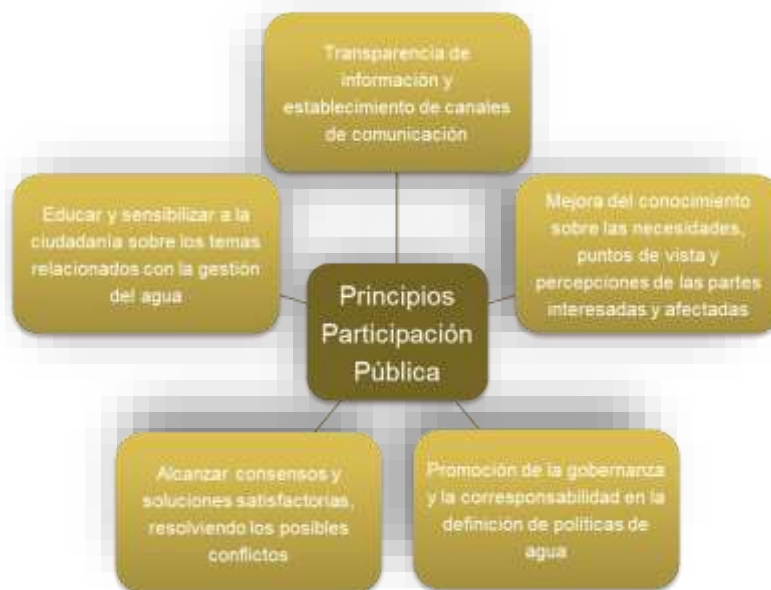 Transparencia de
información y
establecimiento de canales
de comunicación
Educar y sensibilizar a la
ciudadanía sobre los temas
relacionados con la gestión
del agua
Mejora del conocimiento
sobre las necesidades,
puntos de vista y
percepciones de las partes
interesadas y afectadas
Principios
Participación
Pública
Alcanzar consensos y
soluciones satisfactorias,
resolviendo los posibles
conflictos
Promoción de la gobernanza
y la corresponsabilidad en la
definición de políticas de
agua